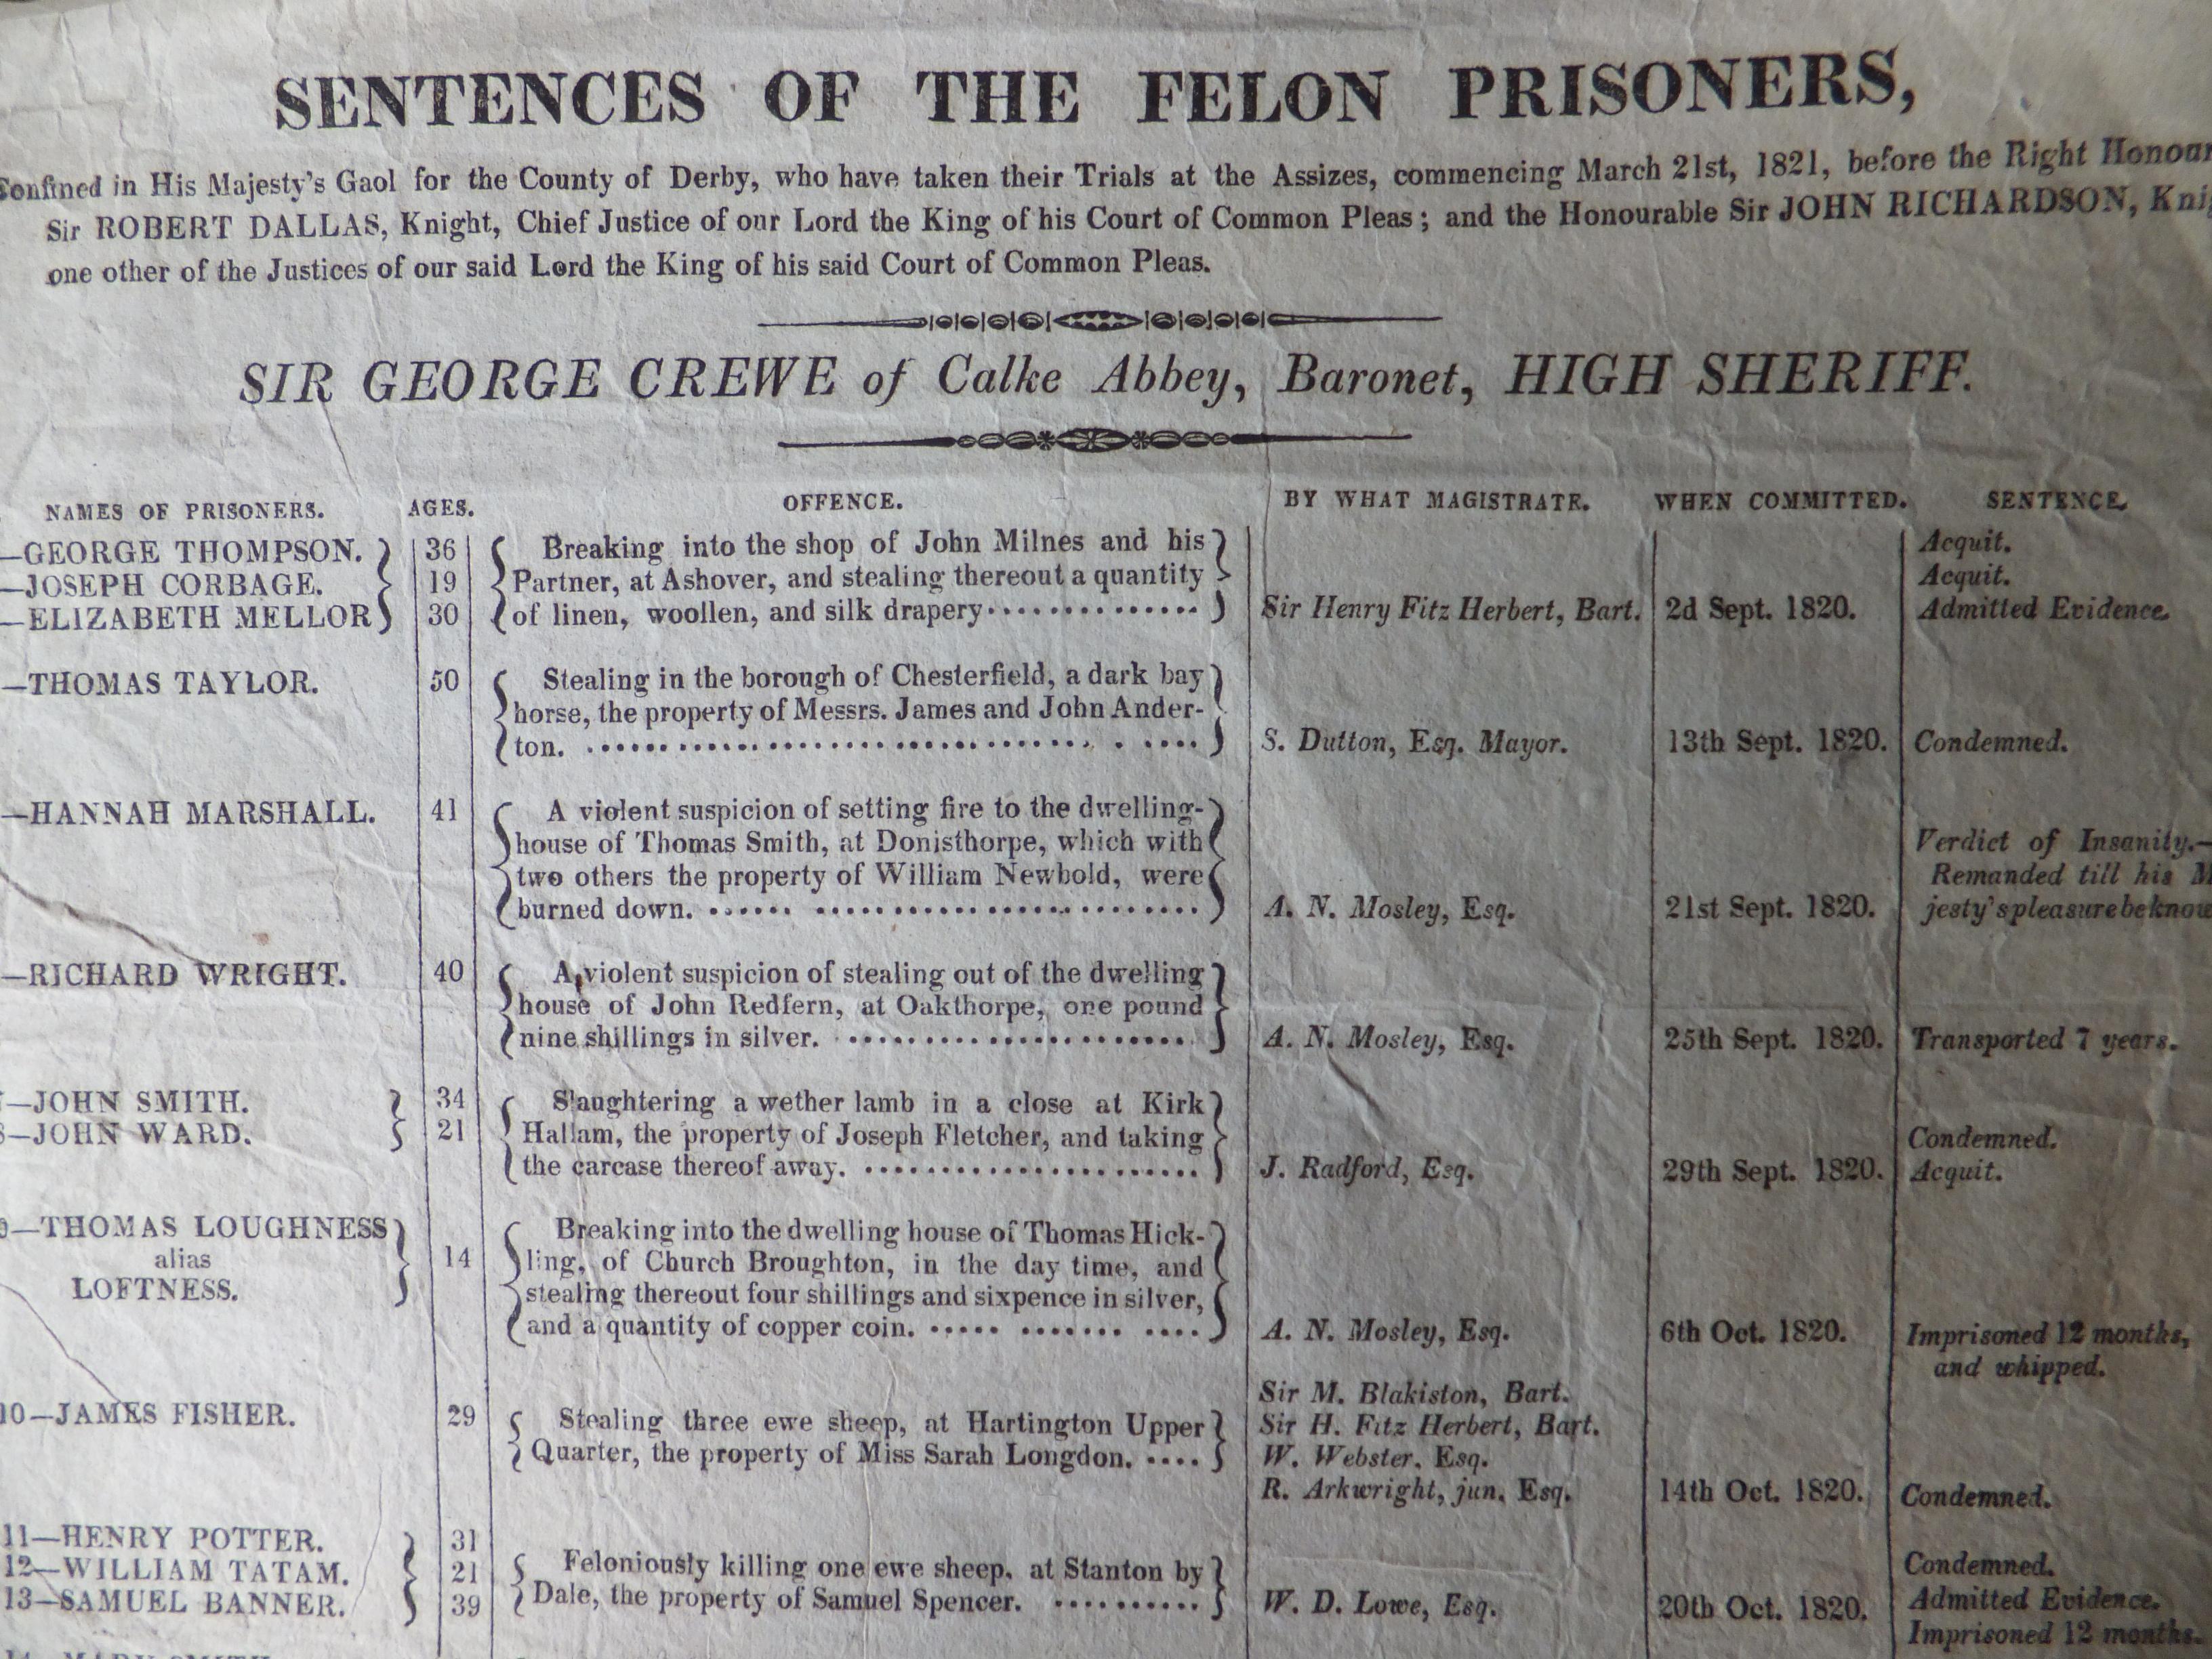 SENTENCES OF THE FELON PRISONERS,
Confined in His Majesty's Gaol for the County of Derby, who have taken their Trials at the Assizes, commencing March 21st, 1821, before the Right Honour
Sir ROBERT DALLAS, Knight, Chief Justice of our Lord the King of his Court of Common Pleas; and the Honourable Sir JOHN RICHARDSON, Knig
one other of the Justices of our said Lord the King of his said Court of Common Pleas.
SIR GEORGE CREWE of Calke Abbey, Baronet, HIGH SHERIFF.
NAMES OF PRISONERS. AGES. OFFENCE. BY WHAT MAGISTRATE. WHEN COMMITTED. SENTENCE.
—GEORGE THOMPSON. 36 Breaking into the shop of John Milnes and his Acquit.
—JOSEPH CORBAGE. 19 Partner, at Ashover, and stealing thereout a quantity Acquit.
—ELIZABETH MELLOR 30 of linen, woollen, and silk drapery Sir Henry Fitz Herbert, Bart. 2d Sept. 1820. Admitted Evidence.
—THOMAS TAYLOR. 50 Stealing in the borough of Chesterfield, a dark bay
horse, the property of Messrs. James and John Ander-
ton. S. Dutton, Esq. Mayor. 13th Sept. 1820. Condemned.
—HANNAH MARSHALL. 41 A violent suspicion of setting fire to the dwelling-
house of Thomas Smith, at Donisthorpe, which with Verdict of Insanity.—
two others the property of William Newbold, were Remanded till his M
burned down. A. N. Mosley, Esq. 21st Sept. 1820. jesty's pleasure be know
—RICHARD WRIGHT. 40 A violent suspicion of stealing out of the dwelling
house of John Redfern, at Oakthorpe, one pound
nine shillings in silver. A. N. Mosley, Esq. 25th Sept. 1820. Transported 7 years.
7—JOHN SMITH. 34 Slaughtering a wether lamb in a close at Kirk
8—JOHN WARD. 21 Hallam, the property of Joseph Fletcher, and taking Condemned.
the carcase thereof away. J. Radford, Esq. 29th Sept. 1820. Acquit.
9—THOMAS LOUGHNESS Breaking into the dwelling house of Thomas Hick-
alias 14 ling, of Church Broughton, in the day time, and
LOFTNESS. stealing thereout four shillings and sixpence in silver,
and a quantity of copper coin. A. N. Mosley, Esq. 6th Oct. 1820. Imprisoned 12 months,
and whipped.
Sir M. Blakiston, Bart.
10—JAMES FISHER. 29 Stealing three ewe sheep, at Hartington Upper Sir H. Fitz Herbert, Bart.
Quarter, the property of Miss Sarah Longdon. W. Webster. Esq.
R. Arkwright, jun. Esq. 14th Oct. 1820. Condemned.
11—HENRY POTTER. 31
12—WILLIAM TATAM. 21 Feloniously killing one ewe sheep, at Stanton by Condemned.
13—SAMUEL BANNER. 39 Dale, the property of Samuel Spencer. W. D. Lowe, Esq. 20th Oct. 1820. Admitted Evidence.
Imprisoned 12 months.